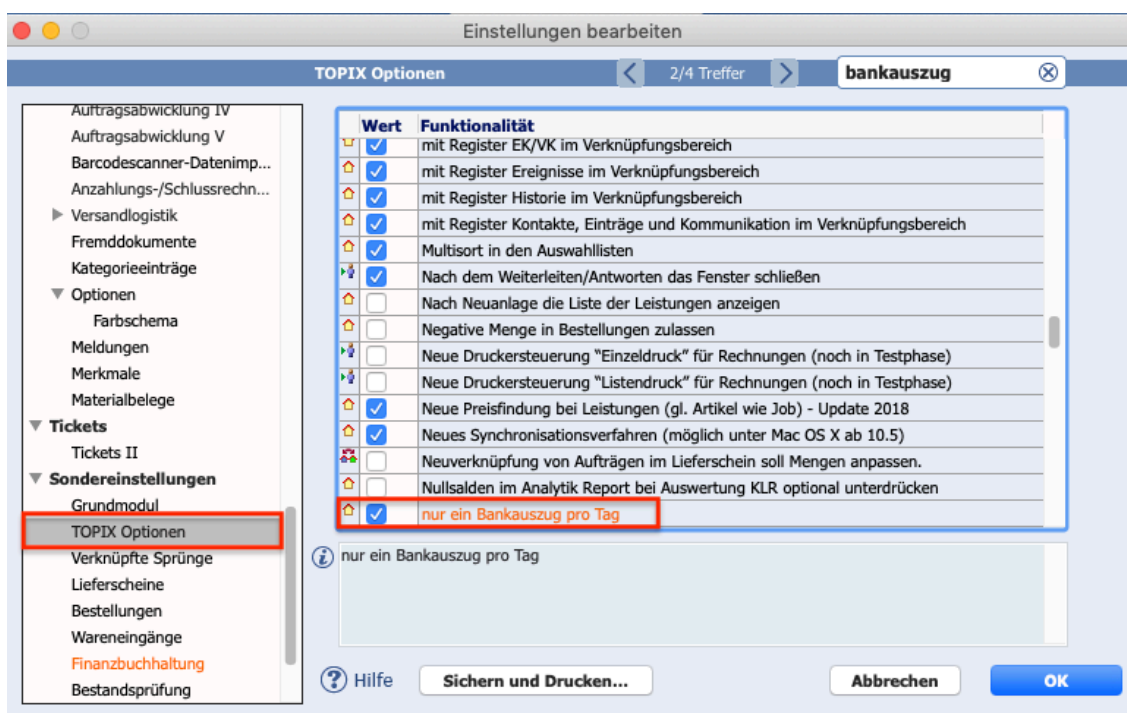 Einstellungen bearbeiten
TOPIX Optionen
2/4 Treffer
bankauszug
Auftragsabwicklung IV
Auftragsabwicklung V
Barcodescanner-Datenimp...
Anzahlungs-/Schlussrechn...
Versandlogistik
Fremddokumente
Kategorieeinträge
Optionen
Farbschema
Meldungen
Merkmale
Materialbelege
Tickets
Tickets II
Sondereinstellungen
Grundmodul
TOPIX Optionen
Verknüpfte Sprünge
Lieferscheine
Bestellungen
Wareneingänge
Finanzbuchhaltung
Bestandsprüfung
Wert Funktionalität
mit Register EK/VK im Verknüpfungsbereich
mit Register Ereignisse im Verknüpfungsbereich
mit Register Historie im Verknüpfungsbereich
mit Register Kontakte, Einträge und Kommunikation im Verknüpfungsbereich
Multisort in den Auswahllisten
Nach dem Weiterleiten/Antworten das Fenster schließen
Nach Neuanlage die Liste der Leistungen anzeigen
Negative Menge in Bestellungen zulassen
Neue Druckersteuerung "Einzeldruck" für Rechnungen (noch in Testphase)
Neue Druckersteuerung "Listendruck" für Rechnungen (noch in Testphase)
Neue Preisfindung bei Leistungen (gl. Artikel wie Job) - Update 2018
Neues Synchronisationsverfahren (möglich unter Mac OS X ab 10.5)
Neuverknüpfung von Aufträgen im Lieferschein soll Mengen anpassen.
Nullsalden im Analytik Report bei Auswertung KLR optional unterdrücken
nur ein Bankauszug pro Tag
nur ein Bankauszug pro Tag
Hilfe
Sichern und Drucken...
Abbrechen
OK